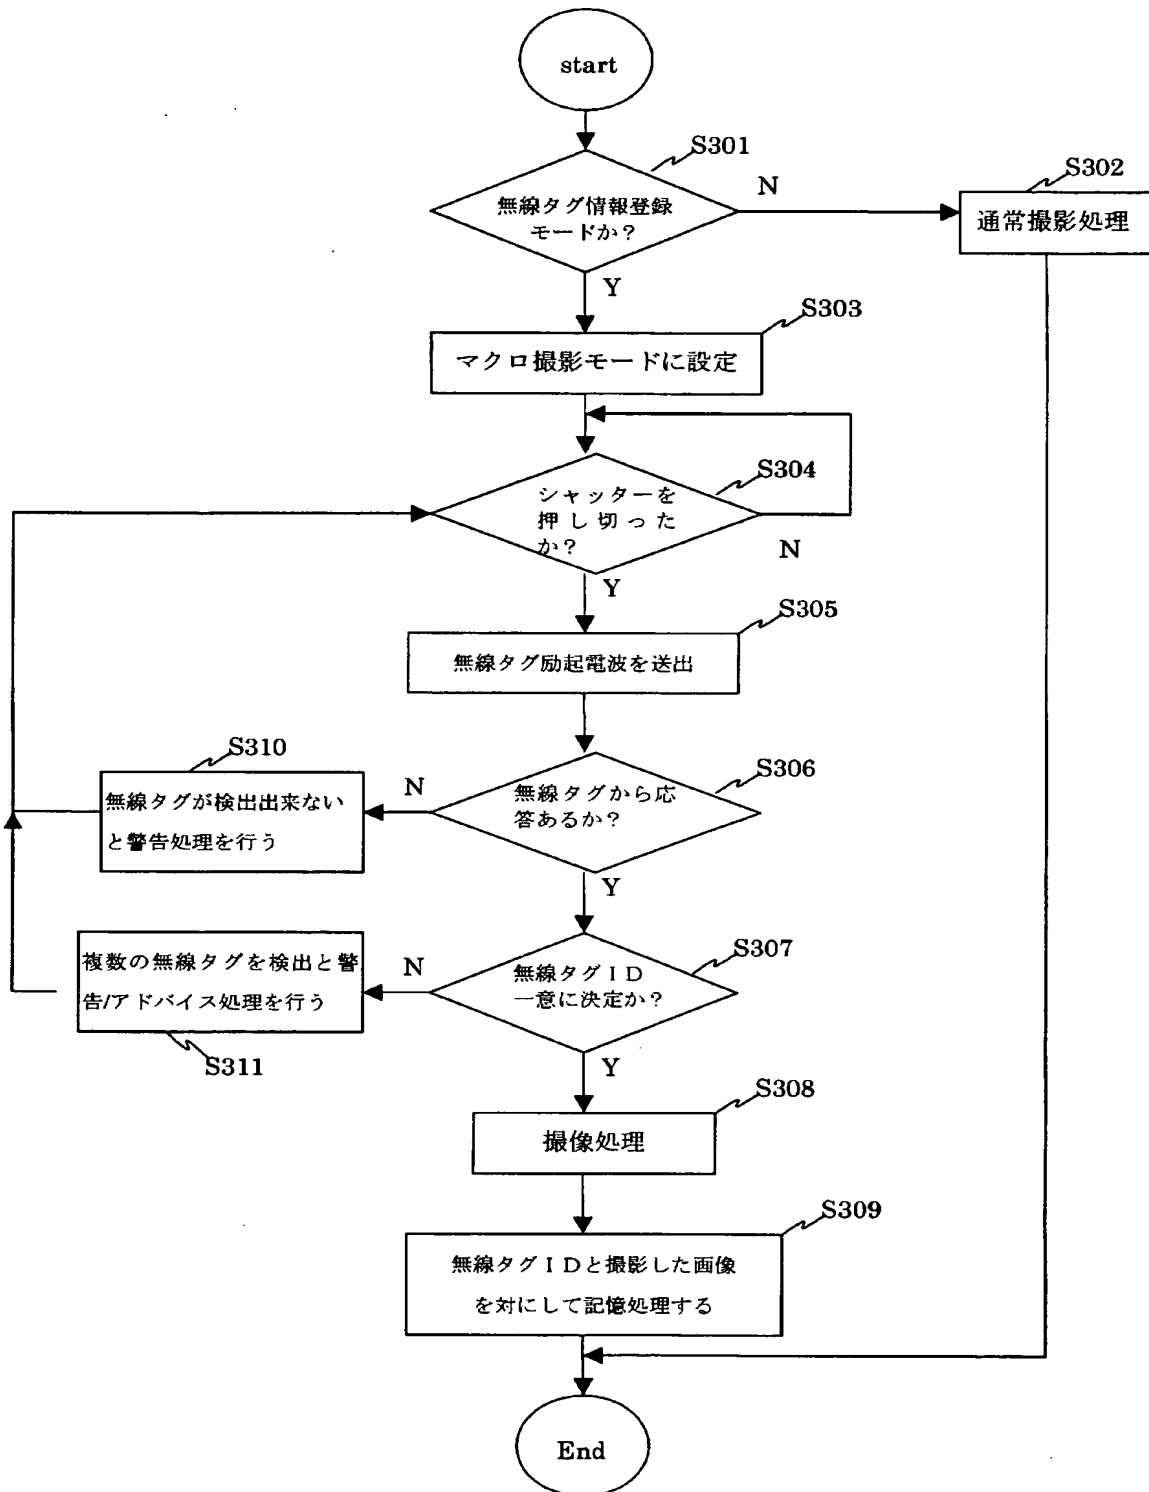 start
S301
無線タグ情報登録
モードか？
N
S302
通常撮影処理
Y
S303
マクロ撮影モードに設定
S304
シャッターを
押し切った
か？
N
Y
S305
無線タグ励起電波を送出
S306
無線タグから応
答あるか？
N
S310
無線タグが検出出来ない
と警告処理を行う
Y
S307
無線タグＩＤ
一意に決定か？
N
複数の無線タグを検出と警
告/アドバイス処理を行う
S311
Y
S308
撮像処理
S309
無線タグＩＤと撮影した画像
を対にして記憶処理する
End